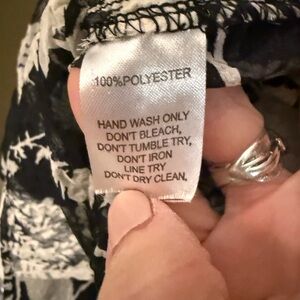 100%POLYESTER
HAND WASH ONLY
DON'T BLEACH,
DON'T TUMBLE TRY,
DON'T IRON
LINE TRY
DON'T DRY CLEAN,